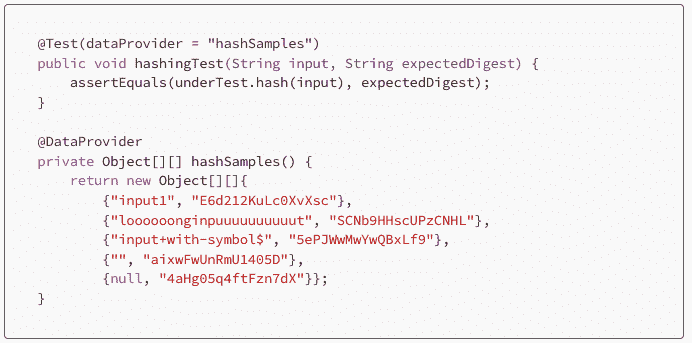 @Test(dataProvider = "hashSamples")
public void hashingTest(String input, String expectedDigest) {
    assertEquals(underTest.hash(input), expectedDigest);
}

@DataProvider
private Object[][] hashSamples() {
    return new Object[][]{
        {"input1", "E6d212KuLc0XvXsc"},
        {"loooooonginpuuuuuuuuuut", "SCNb9HHscUPzCNHL"},
        {"input+with-symbol$", "5ePJWwMwYwQBxLf9"},
        {"", "aixwFwUnRmU1405D"},
        {null, "4aHg05q4ftFzn7dX"}};
}